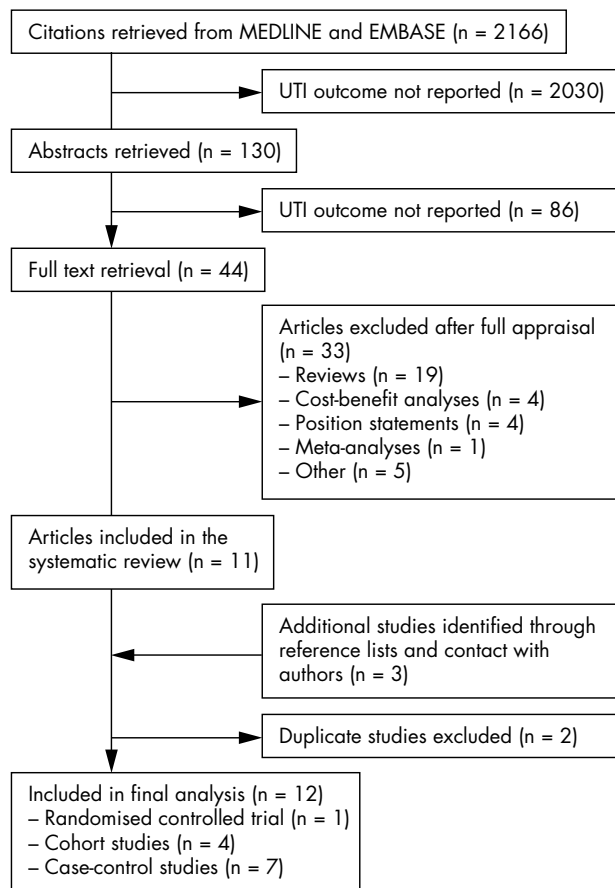 Citations retrieved from MEDLINE and EMBASE (n = 2166)
UTI outcome not reported (n = 2030)
Abstracts retrieved (n = 130)
UTI outcome not reported (n = 86)
Full text retrieval (n = 44)
Articles excluded after full appraisal
(n = 33)
– Reviews (n = 19)
– Cost-benefit analyses (n = 4)
– Position statements (n = 4)
– Meta-analyses (n = 1)
– Other (n = 5)
Articles included in the
systematic review (n = 11)
Additional studies identified through
reference lists and contact with
authors (n = 3)
Duplicate studies excluded (n = 2)
Included in final analysis (n = 12)
– Randomised controlled trial (n = 1)
– Cohort studies (n = 4)
– Case-control studies (n = 7)